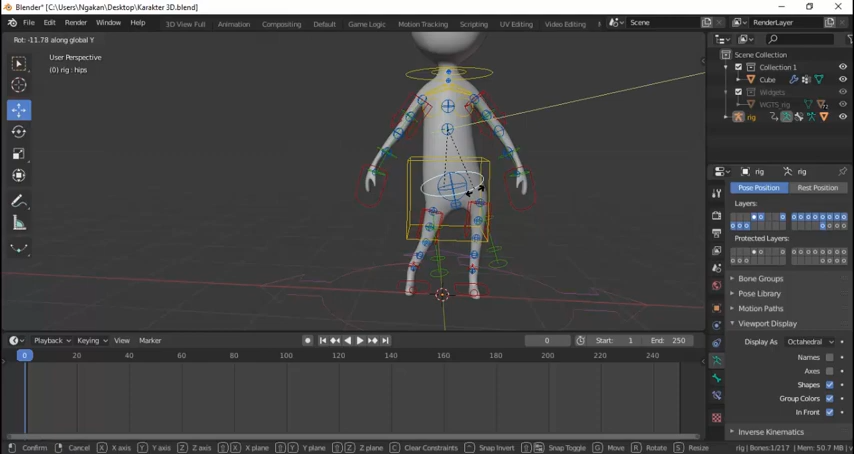 Blender* [C:\Users\Ngakan\Desktop\Karakter 3D.blend]
File Edit Render Window Help
3D View Full Animation Compositing Default Game Logic Motion Tracking Scripting UV Editing Video Editing
Scene
RenderLayer
Rot: -11.78 along global Y
User Perspective
(0) rig : hips
Scene Collection
Collection 1
Cube
Widgets
WGTS_rig
72
rig
rig rig
Pose Position Rest Position
Layers:
Protected Layers:
Bone Groups
Pose Library
Motion Paths
Viewport Display
Display As Octahedral
Names
Axes
Shapes
Group Colors
In Front
Inverse Kinematics
Playback Keying View Marker
0
Start: 1
End: 250
0 20 40 60 80 100 120 140 160 180 200 220 240
Confirm Cancel X X axis Y Y axis Z Z axis X X plane Y Y plane Z Z plane C Clear Constraints Snap Invert Snap Toggle G Move R Rotate S Resize
rig | Bones:1/217 | Mem: 50.7 MB | v